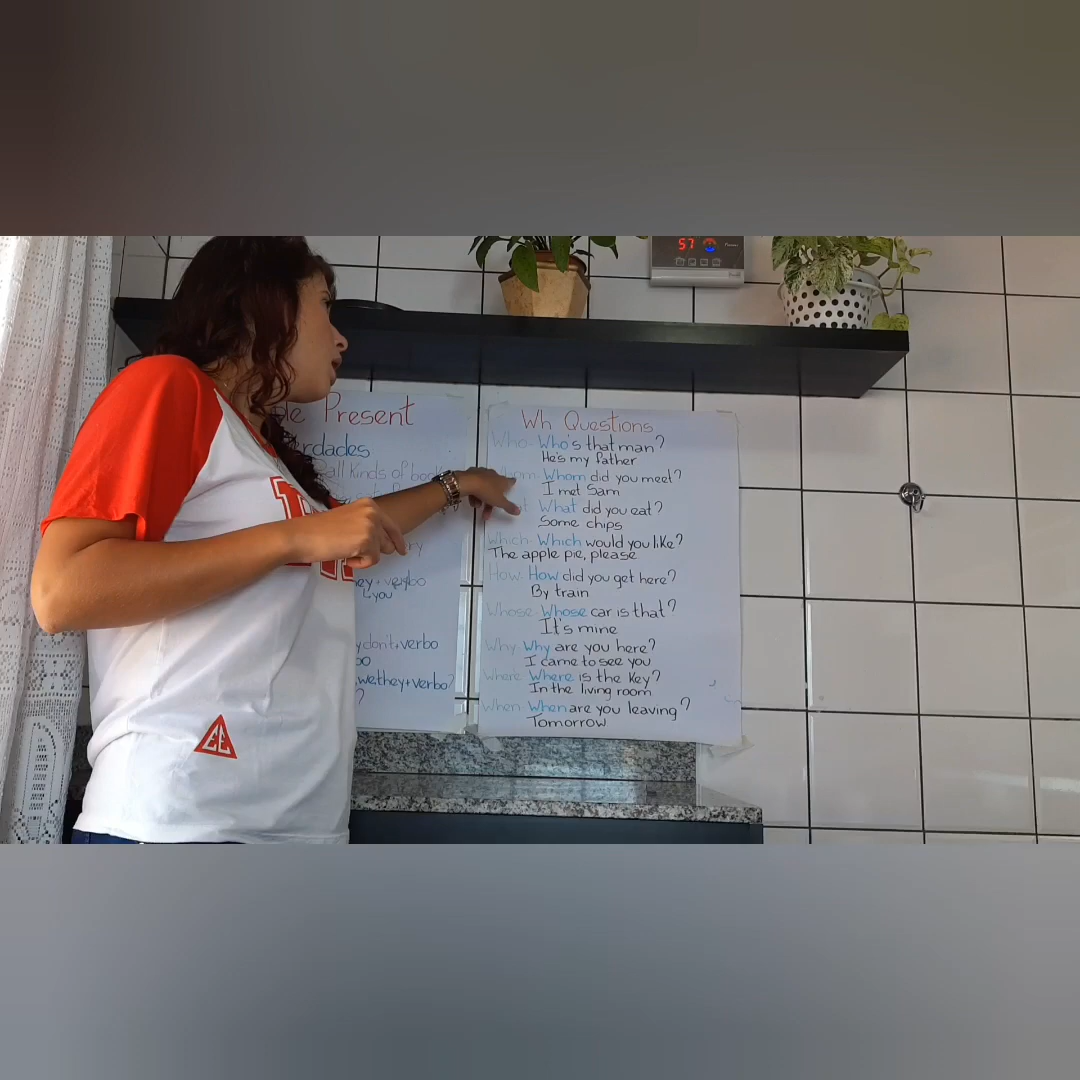 57
Present
Wh Questions
Who- Who's that man?
He's my father
Whom did you meet?
I met Sam
What did you eat?
Some chips
Which- Which would you like?
The apple pie, please
How- How did you get here?
By train
Whose- Whose car is that?
It's mine
Why- Why are you here?
I came to see you
Where- Where is the key?
In the living room
When- When are you leaving?
Tomorrow
all kinds of
they+verbo
you
don't+verbo
we they+verbo?
?
EE